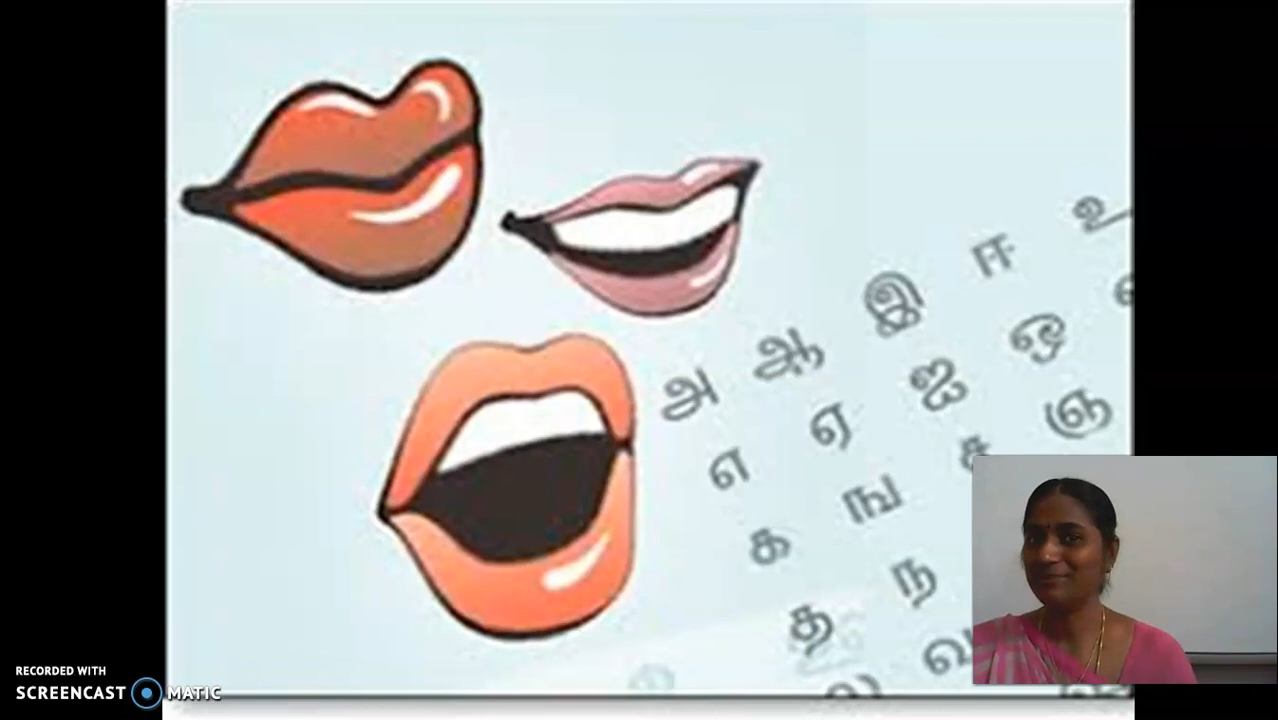 அ ஆ இ ஈ உ
எ ஏ ஐ ஒ
க ங ச ஞ
த ந
RECORDED WITH
SCREENCAST MATIC